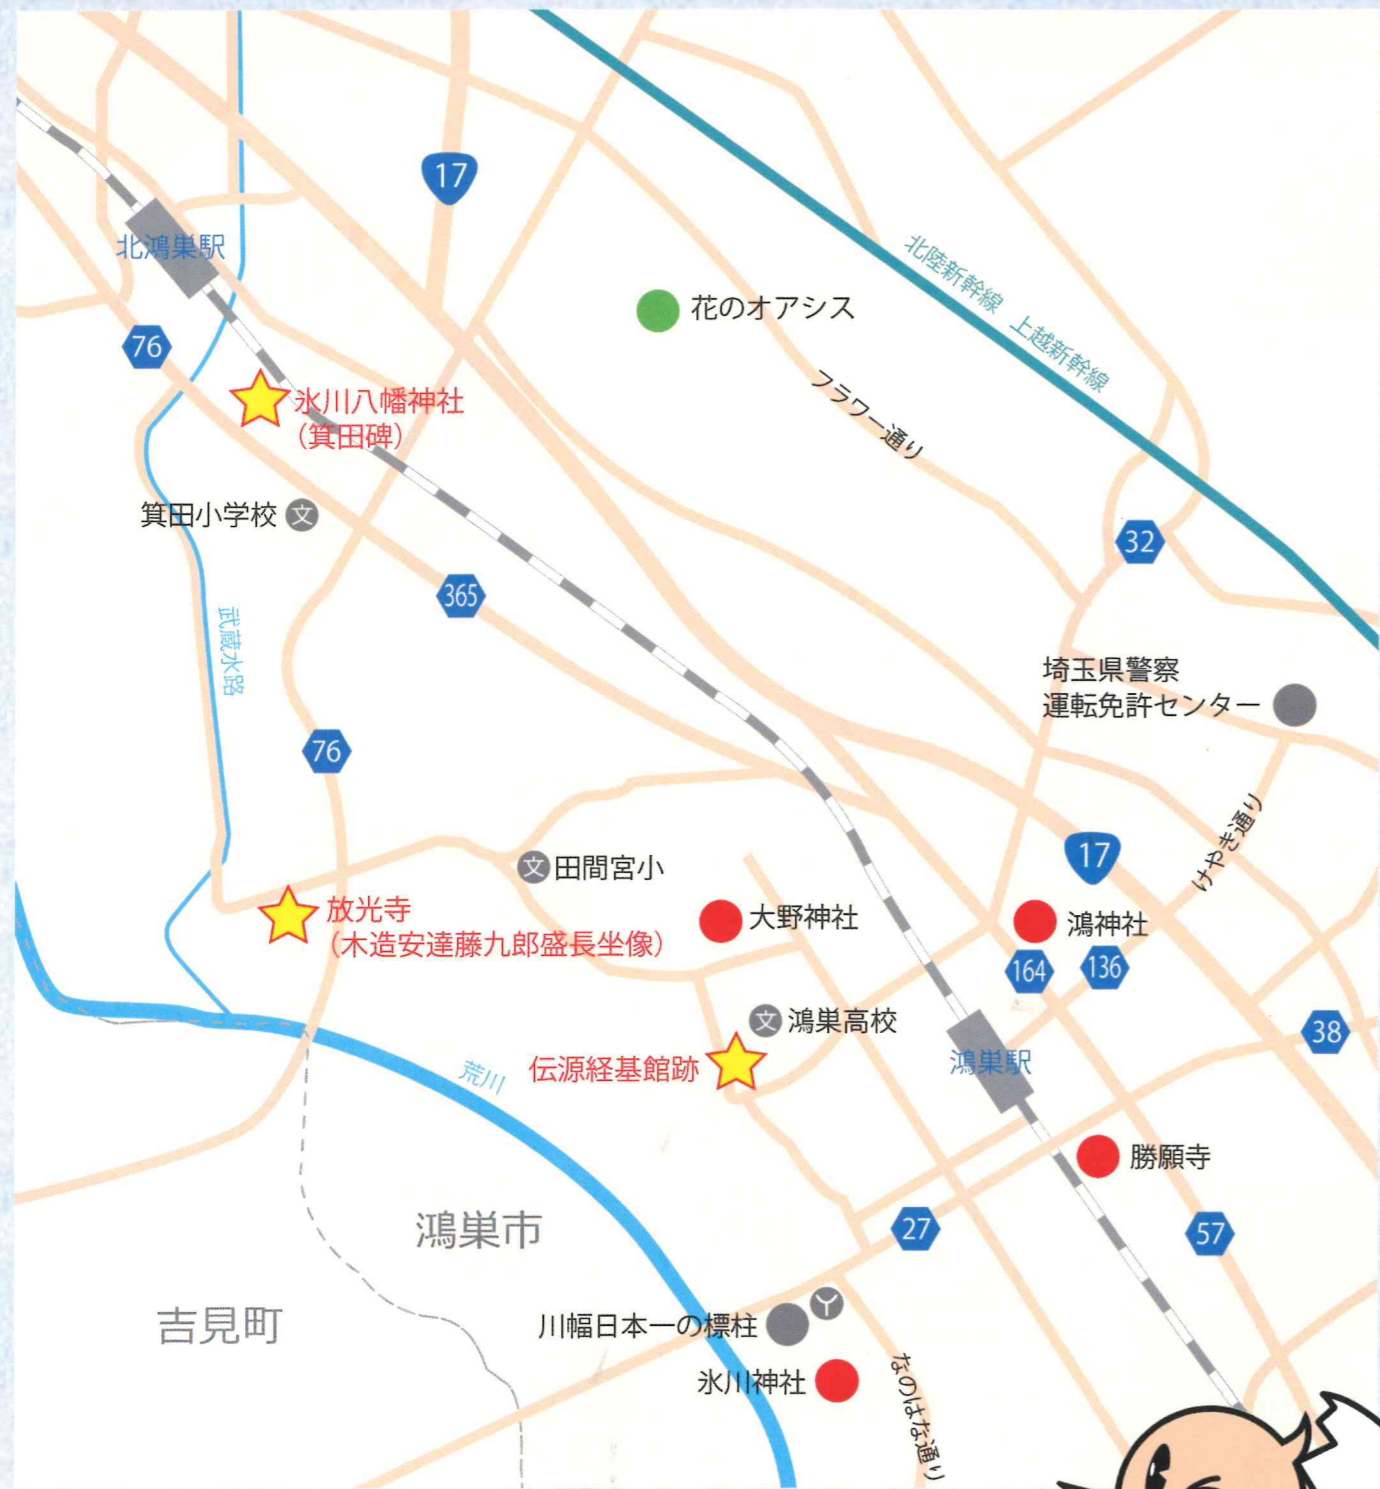 17
北鴻巣駅
北陸新幹線 上越新幹線
花のオアシス
76
フラワー通り
氷川八幡神社
（箕田碑）
箕田小学校 文
32
365
武蔵水路
埼玉県警察
運転免許センター
76
けやき通り
17
文 田間宮小
放光寺
（木造安達藤九郎盛長坐像）
大野神社
鴻神社
164
136
文 鴻巣高校
38
伝源経基館跡
鴻巣駅
荒川
勝願寺
鴻巣市
27
57
吉見町
川幅日本一の標柱
氷川神社
なのはな通り